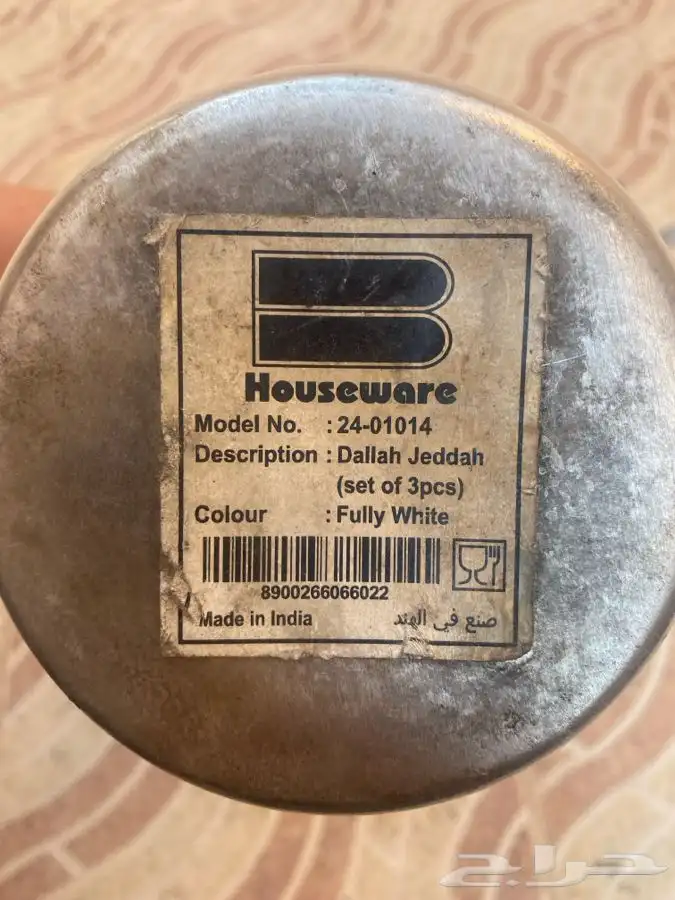 B
Houseware
Model No. : 24-01014
Description : Dallah Jeddah
(set of 3pcs)
Colour : Fully White
8900266066022
Made in India صنع في الهند
حراج